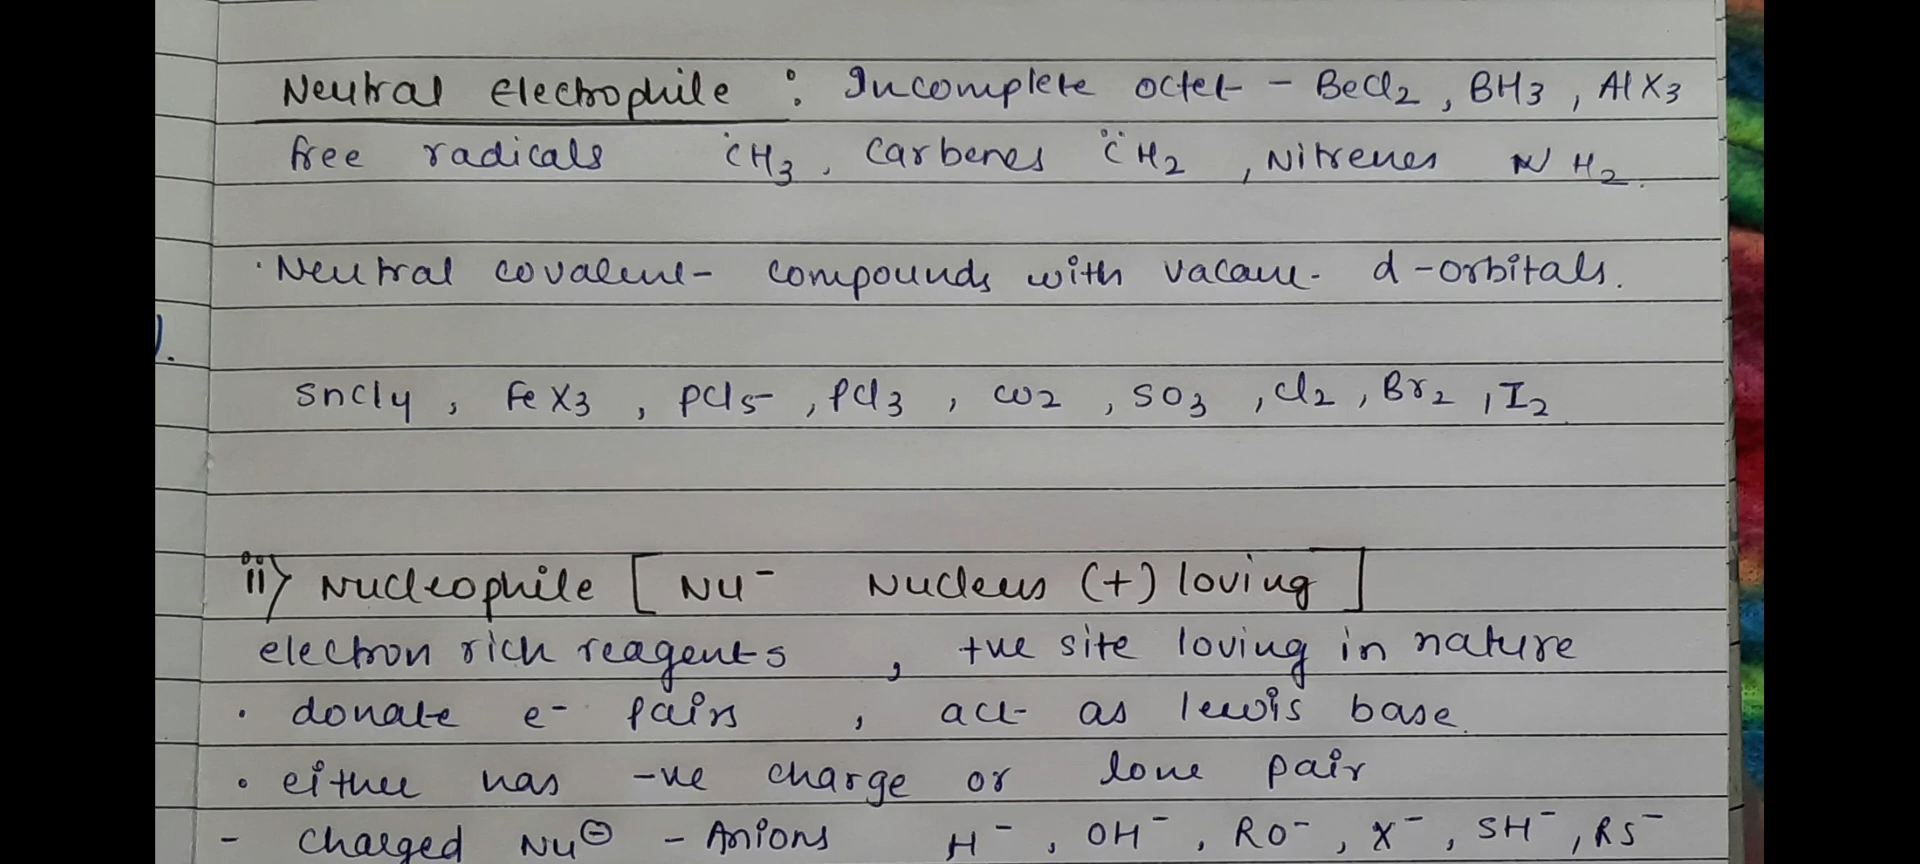 Neutral electrophile : Incomplete octet - BeCl2 , BH3 , AlX3
free radicals ĊH3 , Carbenes C̈H2 , Nitrenes NH2.
· Neutral covalent compounds with vacant d-orbitals.
).
SnCl4 , FeX3 , PCl5 , PCl3 , CO2 , SO3 , Cl2 , Br2 , I2
ii) Nucleophile [ Nu⁻ Nucleus (+) loving ]
electron rich reagents , +ve site loving in nature
· donate e⁻ pairs , act as lewis base.
· either has -ve charge or lone pair
- Charged Nu⊖ - Anions H⁻ , OH⁻ , RO⁻ , X⁻ , SH⁻ , RS⁻